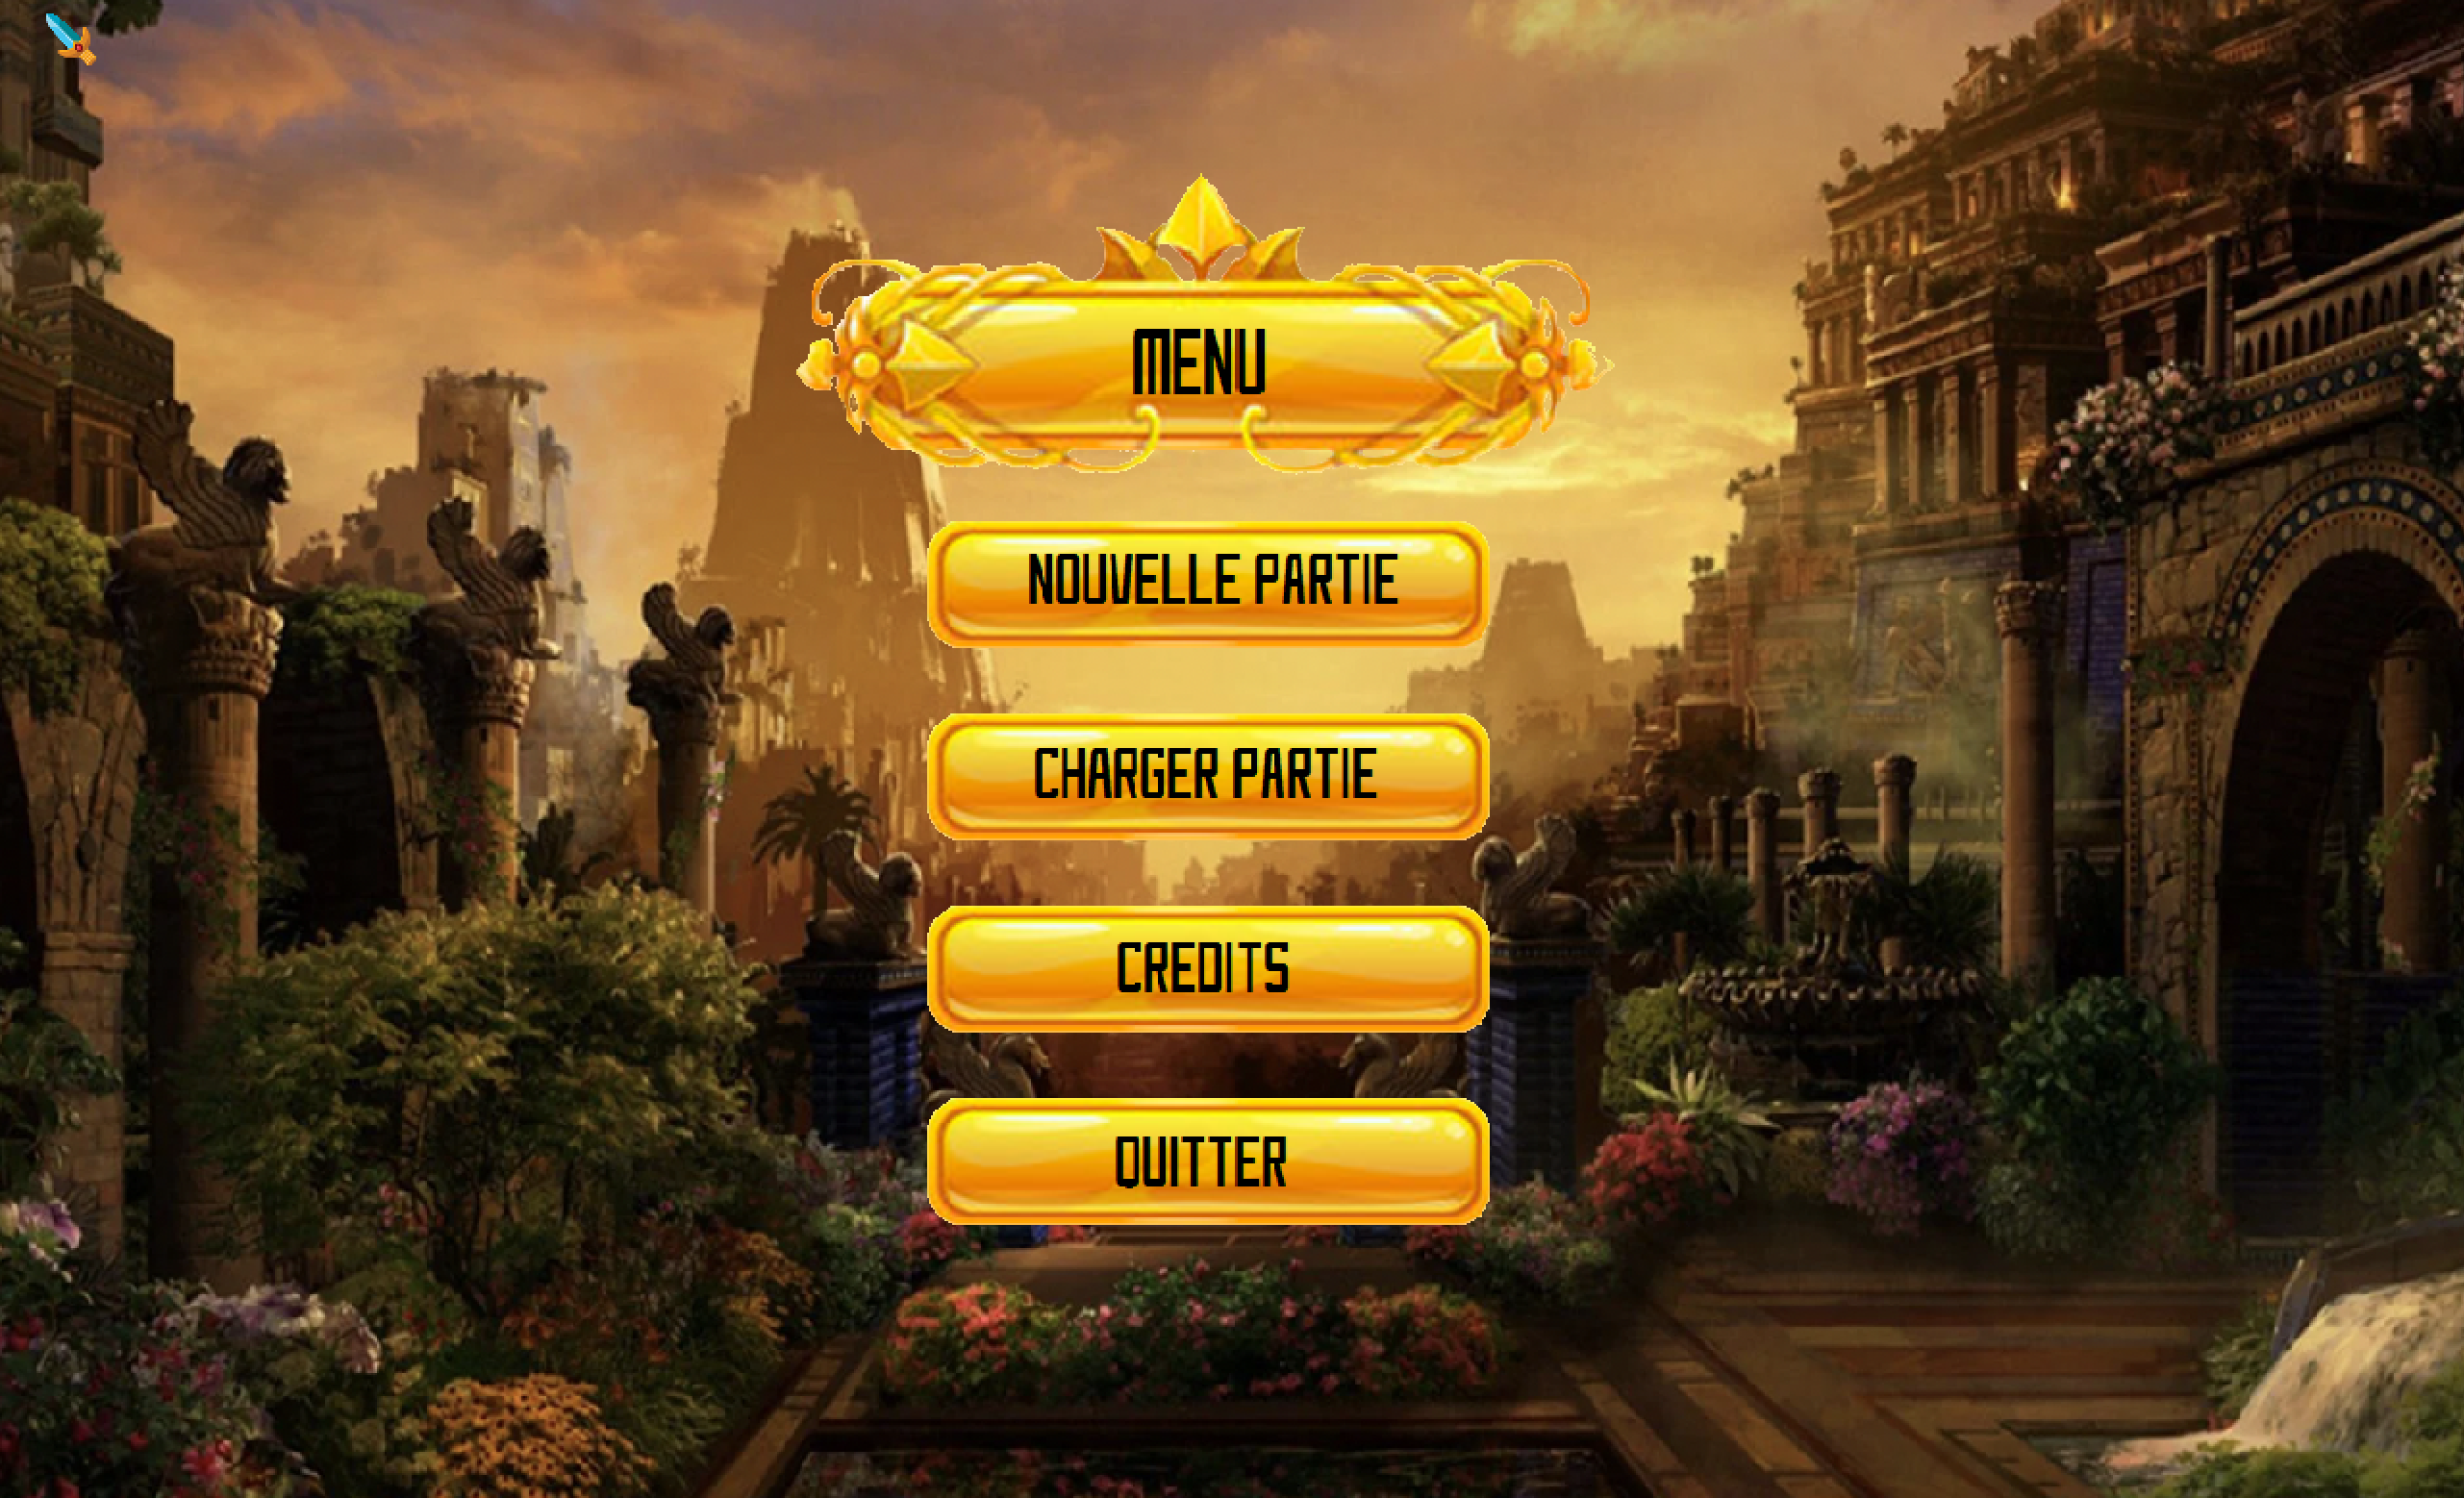 MENU
NOUVELLE PARTIE
CHARGER PARTIE
CREDITS
QUITTER